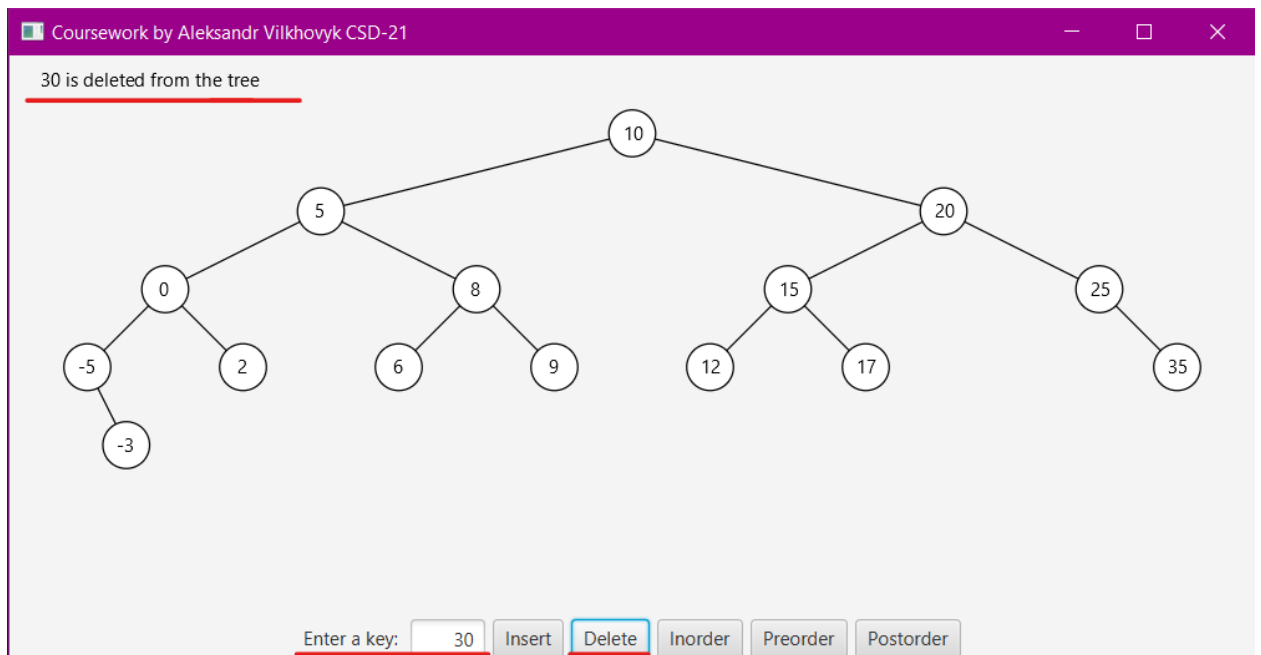 Coursework by Aleksandr Vilkhovyk CSD-21
30 is deleted from the tree
10
5 20
0 8 15 25
-5 2 6 9 12 17 35
-3
Enter a key: 30 Insert Delete Inorder Preorder Postorder